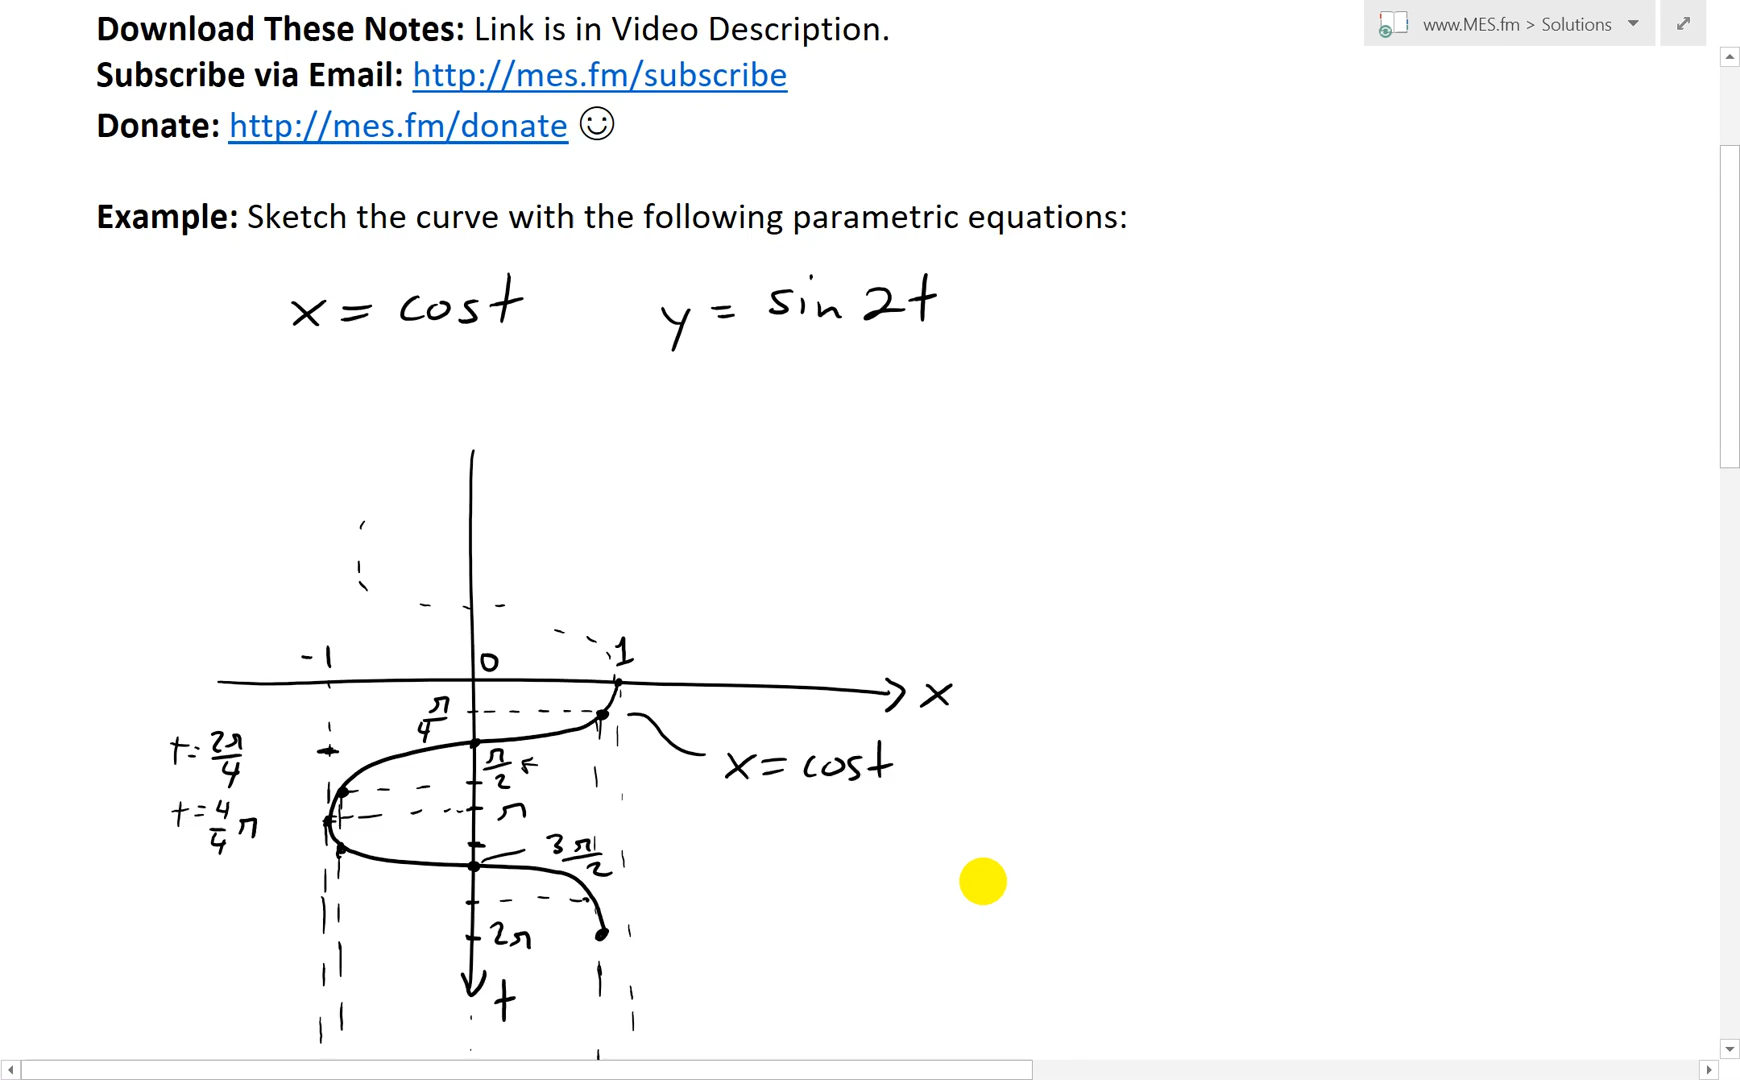 Download These Notes: Link is in Video Description.
www.MES.fm > Solutions
Subscribe via Email: http://mes.fm/subscribe
Donate: http://mes.fm/donate ☺
Example: Sketch the curve with the following parametric equations:
x = cos t y = sin 2t
-1 0 1
x
π/4
t = 2π/4
π/2
x = cos t
t = 4/4 π
π
3π/2
2π
t